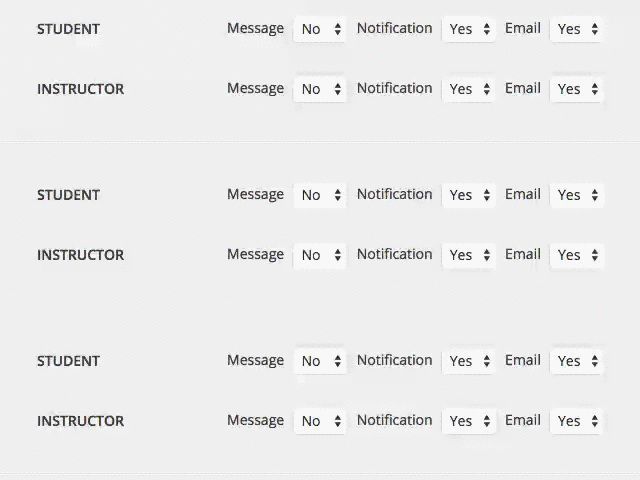 STUDENT Message No Notification Yes Email Yes
INSTRUCTOR Message No Notification Yes Email Yes
STUDENT Message No Notification Yes Email Yes
INSTRUCTOR Message No Notification Yes Email Yes
STUDENT Message No Notification Yes Email Yes
INSTRUCTOR Message No Notification Yes Email Yes